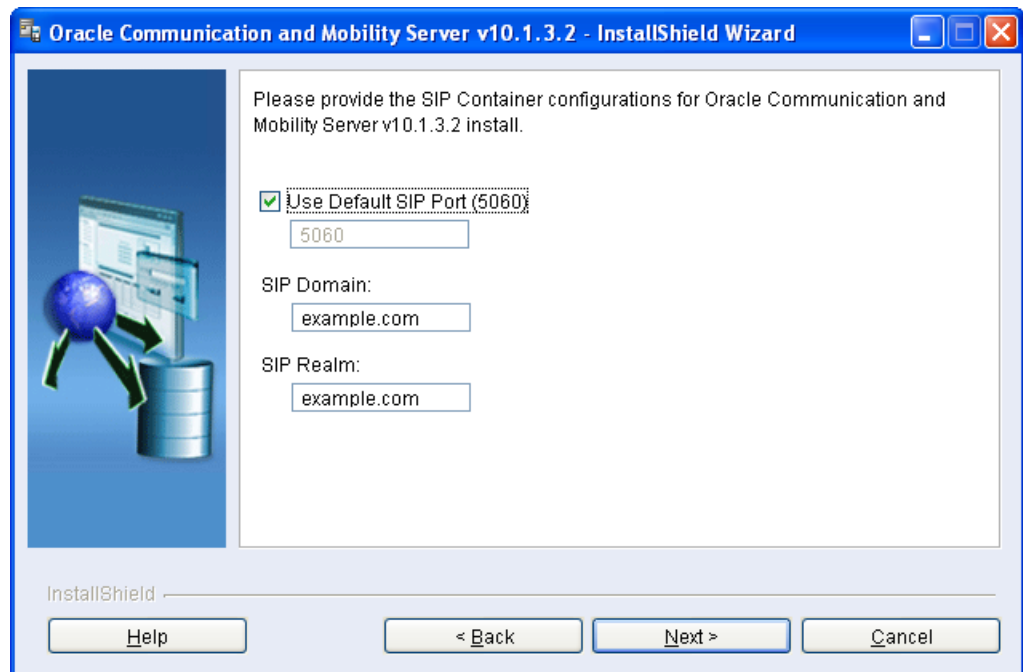 Oracle Communication and Mobility Server v10.1.3.2 - InstallShield Wizard
Please provide the SIP Container configurations for Oracle Communication and
Mobility Server v10.1.3.2 install.
Use Default SIP Port (5060)
5060
SIP Domain:
example.com
SIP Realm:
example.com
InstallShield
Help < Back Next > Cancel